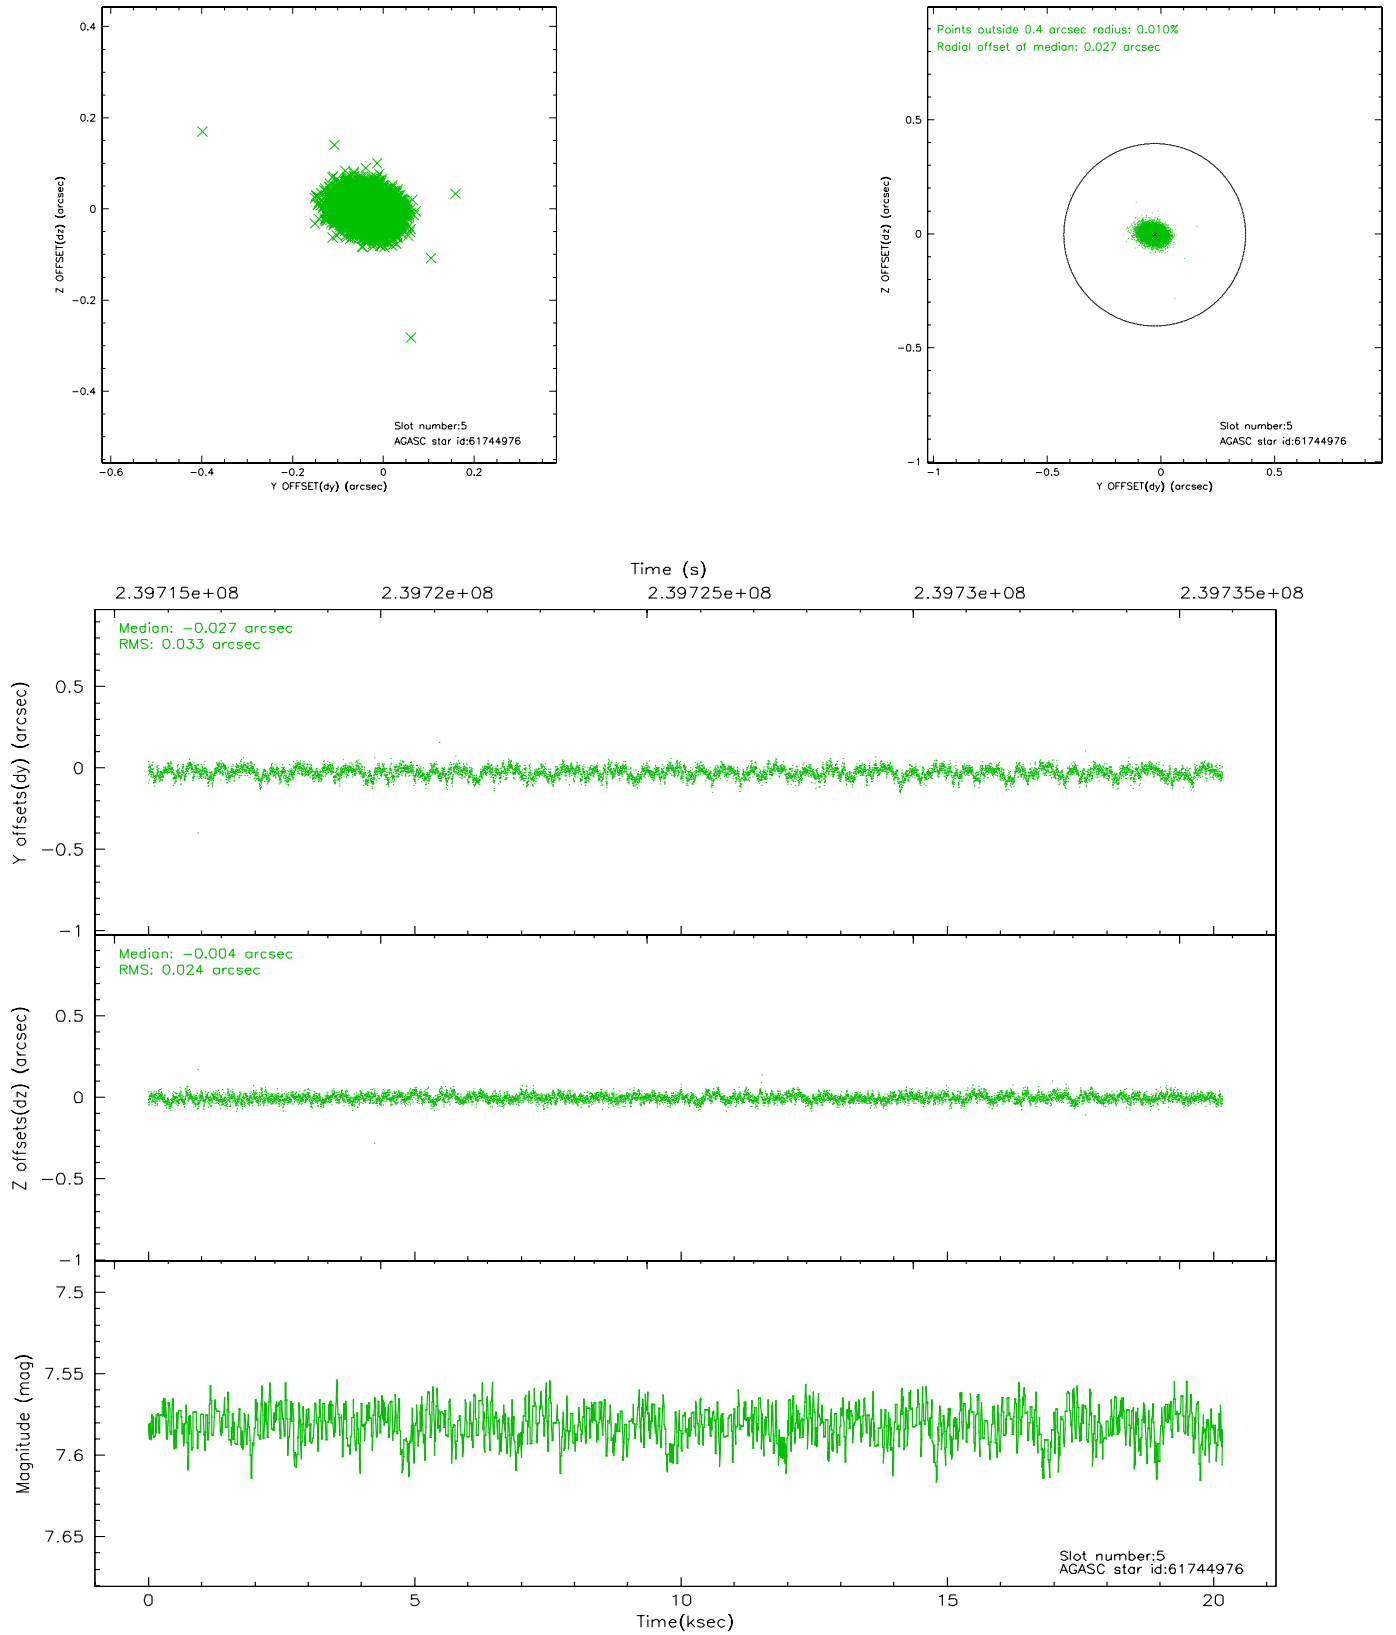 0.4
0.2
0
−0.2
−0.4
Z OFFSET(dz) (arcsec)
Slot number:5
AGASC star id:61744976
−0.6
−0.4
−0.2
0
0.2
Y OFFSET(dy) (arcsec)
Points outside 0.4 arcsec radius: 0.010%
Radial offset of median: 0.027 arcsec
0.5
0
−0.5
−1
Z OFFSET(dz) (arcsec)
Slot number:5
AGASC star id:61744976
−1
−0.5
0
0.5
Y OFFSET(dy) (arcsec)
Time (s)
2.39715e+08
2.3972e+08
2.39725e+08
2.3973e+08
2.39735e+08
Median: −0.027 arcsec
RMS: 0.033 arcsec
0.5
0
−0.5
−1
Y offsets(dy) (arcsec)
Median: −0.004 arcsec
RMS: 0.024 arcsec
0.5
0
−0.5
−1
Z offsets(dz) (arcsec)
7.5
7.55
7.6
7.65
Magnitude (mag)
Slot number:5
AGASC star id:61744976
0
5
10
15
20
Time(ksec)